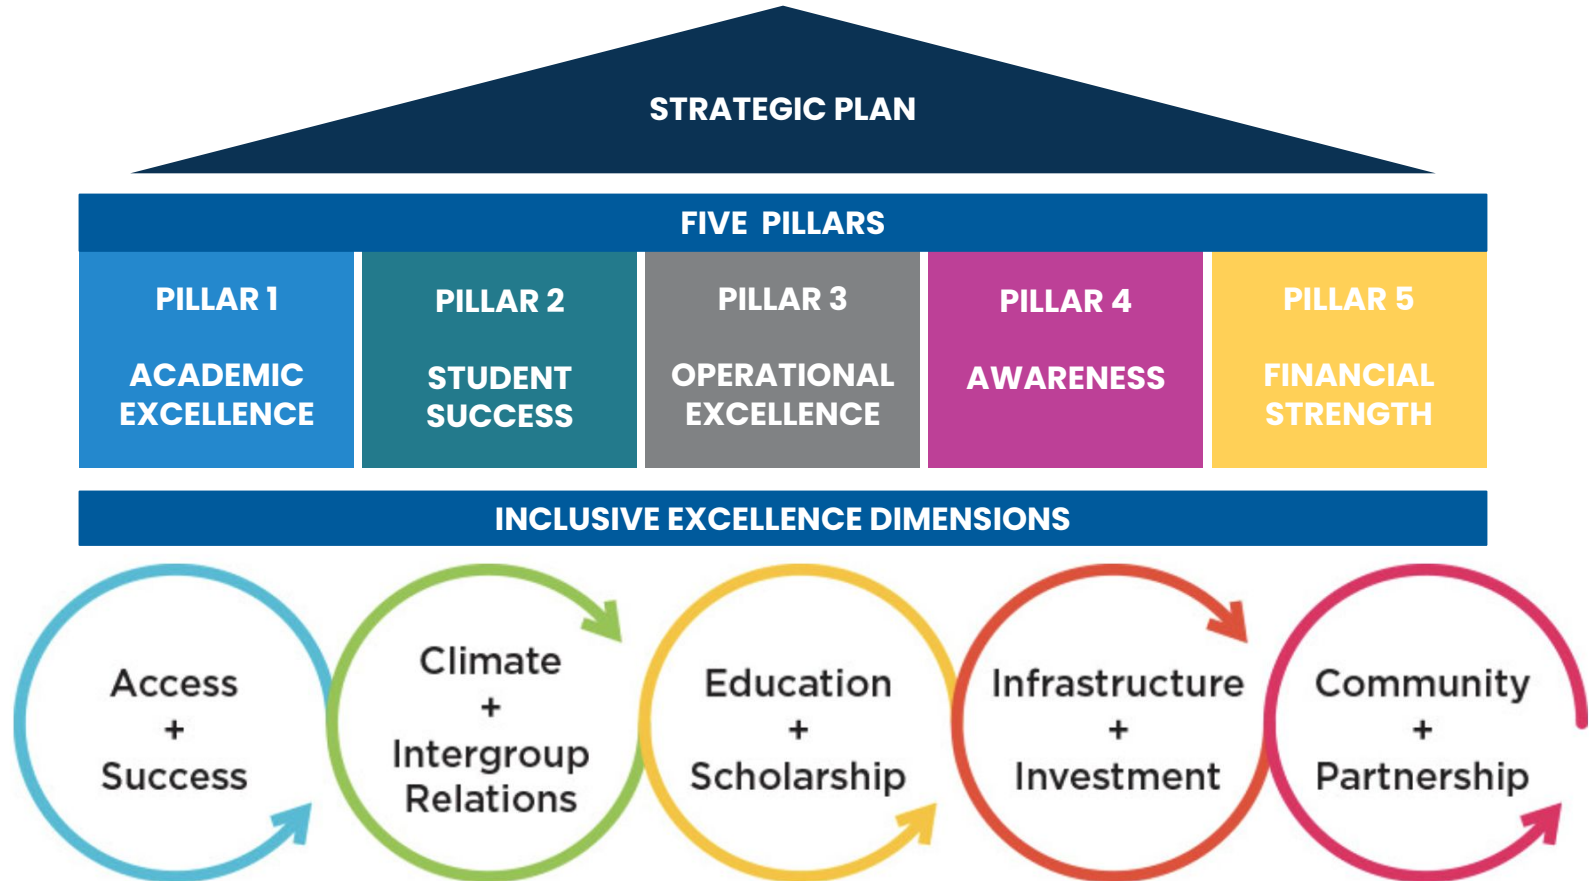 STRATEGIC PLAN
FIVE PILLARS
PILLAR 1
ACADEMIC
EXCELLENCE
PILLAR 2
STUDENT
SUCCESS
PILLAR 3
OPERATIONAL
EXCELLENCE
PILLAR 4
AWARENESS
PILLAR 5
FINANCIAL
STRENGTH
INCLUSIVE EXCELLENCE DIMENSIONS
Access
+
Success
Climate
+
Intergroup
Relations
Education
+
Scholarship
Infrastructure
+
Investment
Community
+
Partnership